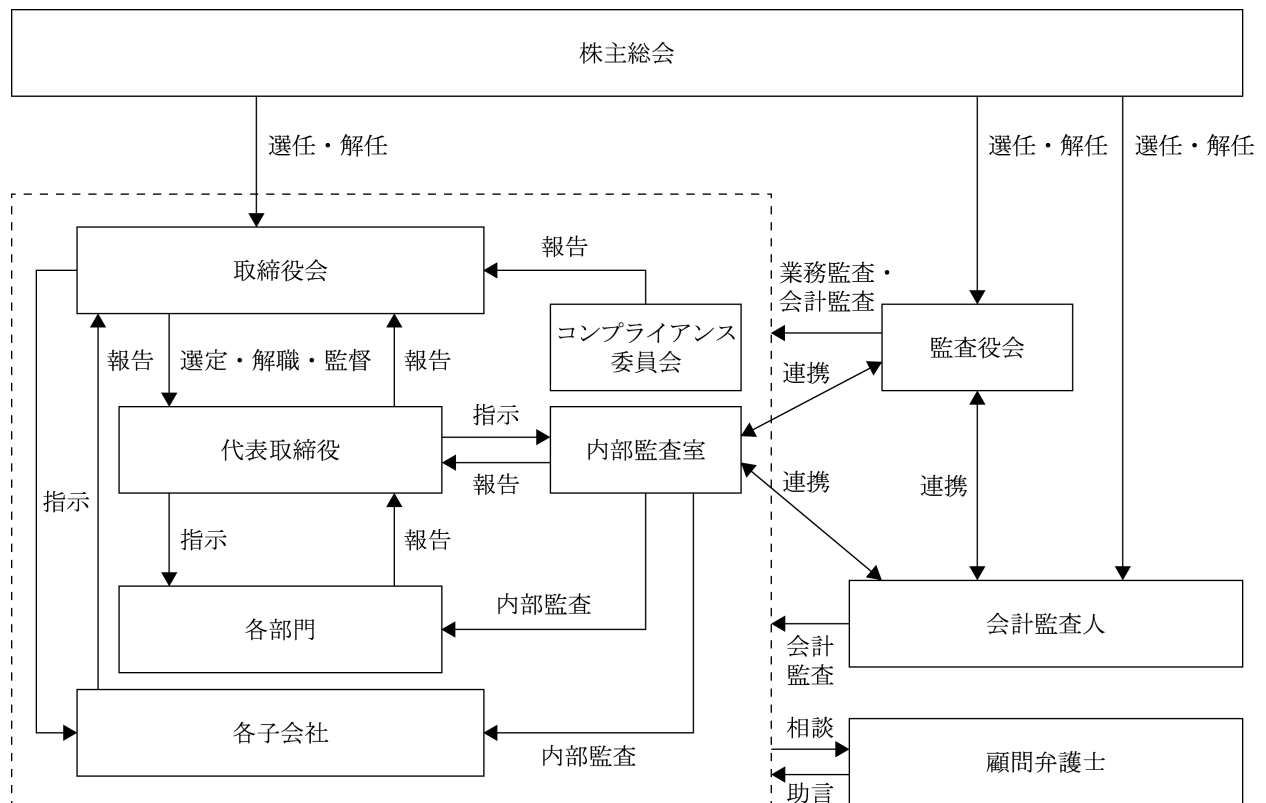 株主総会
選任・解任
選任・解任
選任・解任
取締役会
報告
コンプライアンス
委員会
業務監査・
会計監査
監査役会
報告
選定・解職・監督
報告
連携
代表取締役
指示
報告
内部監査室
連携
連携
指示
指示
報告
内部監査
各部門
会計監査人
会計
監査
各子会社
内部監査
相談
助言
顧問弁護士